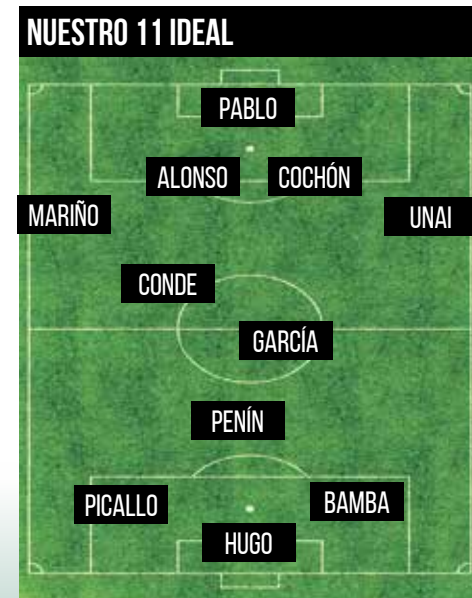 NUESTRO 11 IDEAL
PABLO
ALONSO COCHÓN
MARIÑO UNAI
CONDE
GARCÍA
PENÍN
PICALLO BAMBA
HUGO